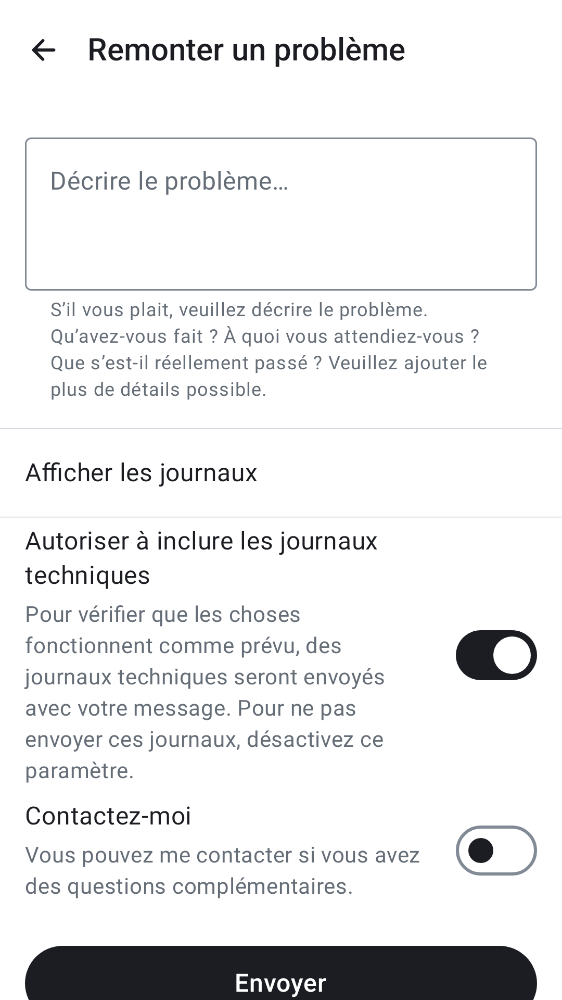 Remonter un problème
Décrire le problème…
S’il vous plait, veuillez décrire le problème.
Qu’avez-vous fait ? À quoi vous attendiez-vous ?
Que s’est-il réellement passé ? Veuillez ajouter le
plus de détails possible.
Afficher les journaux
Autoriser à inclure les journaux
techniques
Pour vérifier que les choses
fonctionnent comme prévu, des
journaux techniques seront envoyés
avec votre message. Pour ne pas
envoyer ces journaux, désactivez ce
paramètre.
Contactez-moi
Vous pouvez me contacter si vous avez
des questions complémentaires.
Envoyer